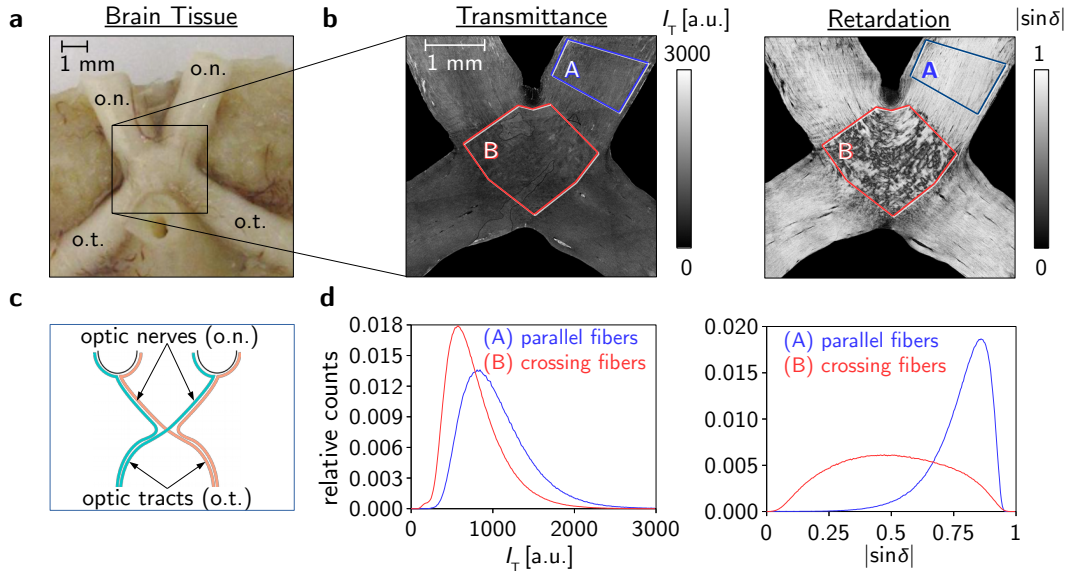 a
Brain Tissue
1 mm
o.n.
o.n.
o.t.
o.t.
b
Transmittance
1 mm
A
B
I_T [a.u.]
3000
0
Retardation
A
B
|sinδ|
1
0
c
optic nerves (o.n.)
optic tracts (o.t.)
d
(A) parallel fibers
(B) crossing fibers
relative counts
0.018
0.015
0.012
0.009
0.006
0.003
0.000
0
1000
2000
3000
I_T [a.u.]
(A) parallel fibers
(B) crossing fibers
0.020
0.015
0.010
0.005
0.000
0
0.25
0.50
0.75
1
|sinδ|